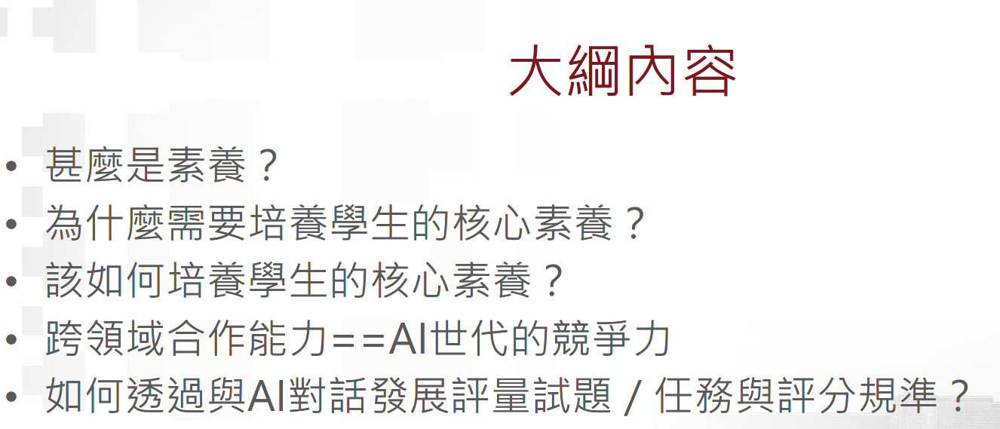 大綱內容
• 甚麼是素養？
• 為什麼需要培養學生的核心素養？
• 該如何培養學生的核心素養？
• 跨領域合作能力==AI世代的競爭力
• 如何透過與AI對話發展評量試題 / 任務與評分規準？